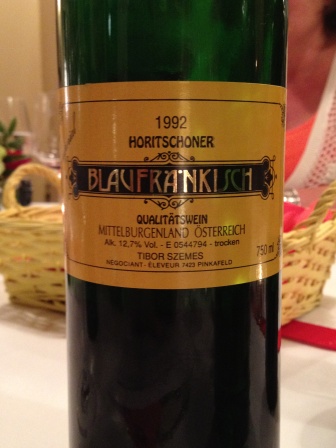 1992
HORITSCHONER
BLAUFRÄNKISCH
QUALITÄTSWEIN
MITTELBURGENLAND ÖSTERREICH
Alk. 12,7% Vol. - E 0544794 - trocken
750 ml
TIBOR SZEMES
NÉGOCIANT - ÉLEVEUR 7423 PINKAFELD